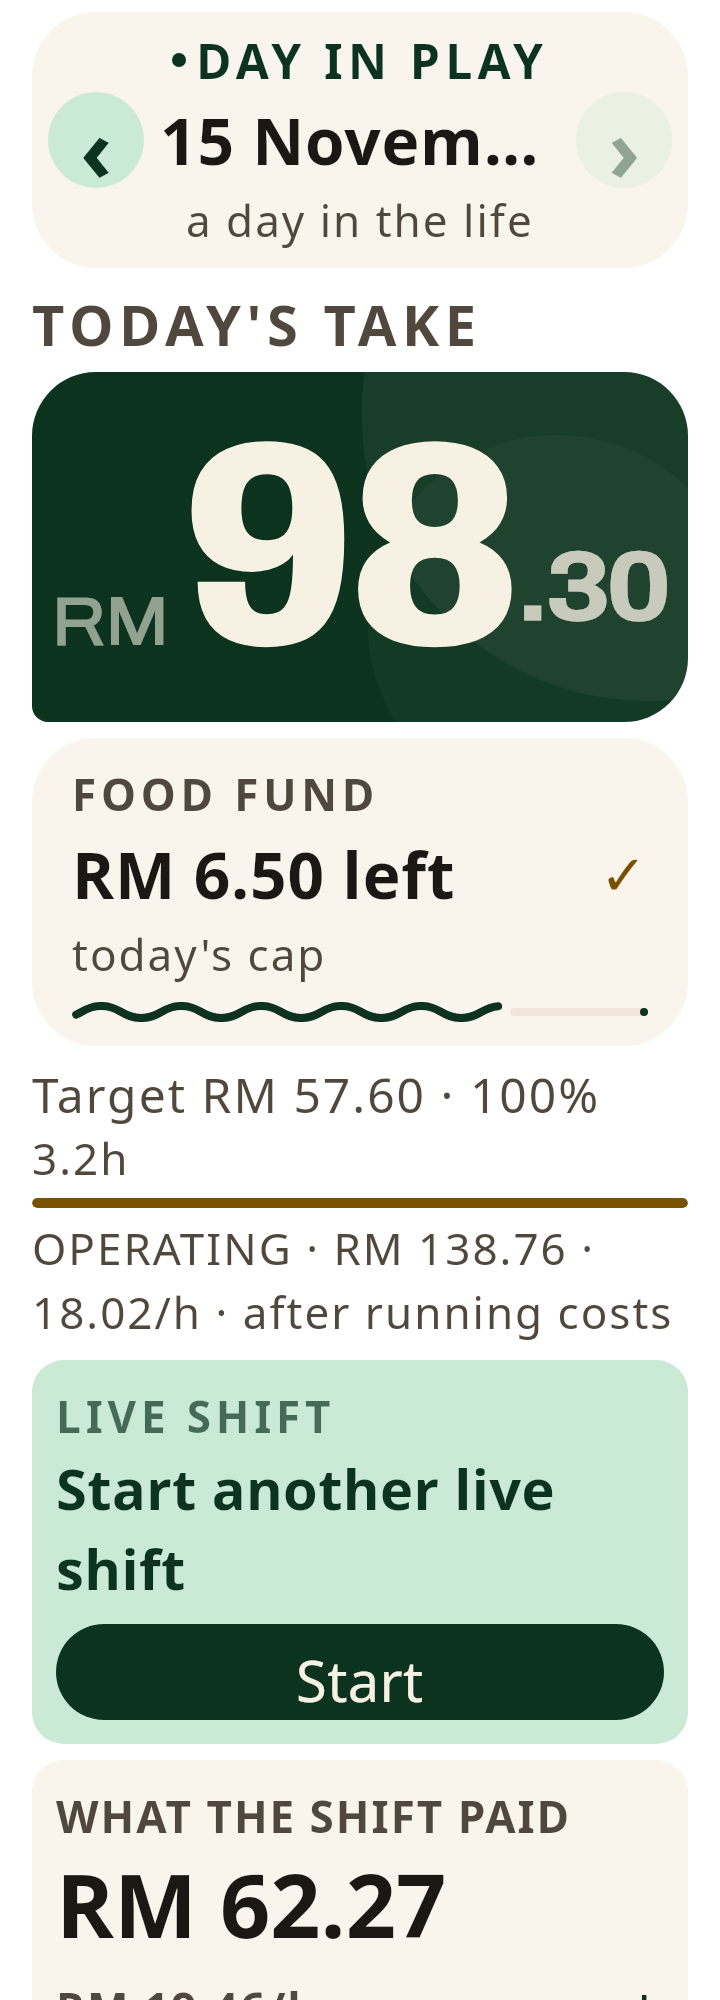 •DAY IN PLAY
15 Novem...
a day in the life
TODAY'S TAKE
RM 98.30
FOOD FUND
RM 6.50 left ✓
today's cap
Target RM 57.60 · 100%
3.2h
OPERATING · RM 138.76 ·
18.02/h · after running costs
LIVE SHIFT
Start another live
shift
Start
WHAT THE SHIFT PAID
RM 62.27